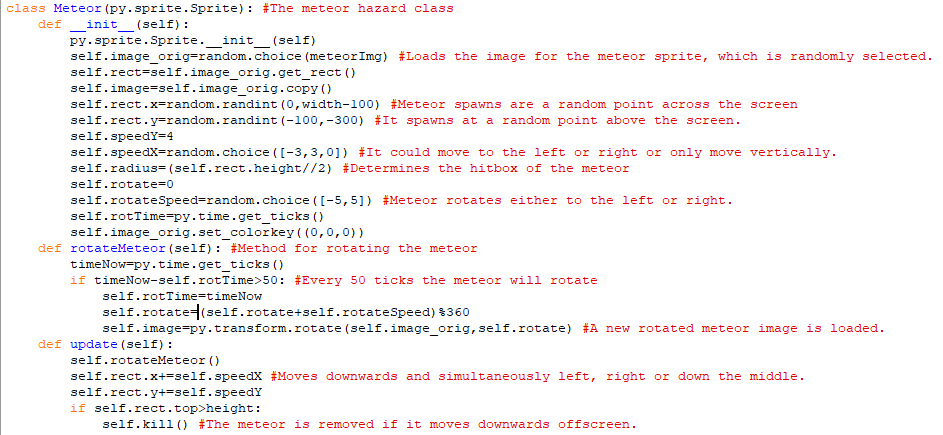 class Meteor(py.sprite.Sprite): #The meteor hazard class
    def __init__(self):
        py.sprite.Sprite.__init__(self)
        self.image_orig=random.choice(meteorImg) #Loads the image for the meteor sprite, which is randomly selected.
        self.rect=self.image_orig.get_rect()
        self.image=self.image_orig.copy()
        self.rect.x=random.randint(0,width-100) #Meteor spawns are a random point across the screen
        self.rect.y=random.randint(-100,-300) #It spawns at a random point above the screen.
        self.speedY=4
        self.speedX=random.choice([-3,3,0]) #It could move to the left or right or only move vertically.
        self.radius=(self.rect.height//2) #Determines the hitbox of the meteor
        self.rotate=0
        self.rotateSpeed=random.choice([-5,5]) #Meteor rotates either to the left or right.
        self.rotTime=py.time.get_ticks()
        self.image_orig.set_colorkey((0,0,0))
    def rotateMeteor(self): #Method for rotating the meteor
        timeNow=py.time.get_ticks()
        if timeNow-self.rotTime>50: #Every 50 ticks the meteor will rotate
            self.rotTime=timeNow
            self.rotate=(self.rotate+self.rotateSpeed)%360
            self.image=py.transform.rotate(self.image_orig,self.rotate) #A new rotated meteor image is loaded.
    def update(self):
        self.rotateMeteor()
        self.rect.x+=self.speedX #Moves downwards and simultaneously left, right or down the middle.
        self.rect.y+=self.speedY
        if self.rect.top>height:
            self.kill() #The meteor is removed if it moves downwards offscreen.